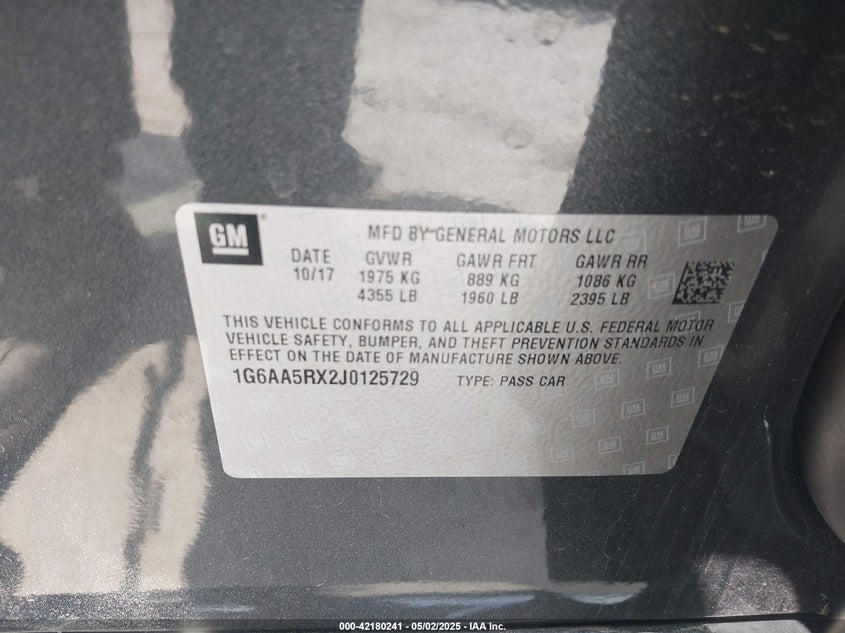 GM
MFD BY GENERAL MOTORS LLC
DATE GVWR GAWR FRT GAWR RR
10/17 1975 KG 889 KG 1086 KG
4355 LB 1960 LB 2395 LB
THIS VEHICLE CONFORMS TO ALL APPLICABLE U.S. FEDERAL MOTOR
VEHICLE SAFETY, BUMPER, AND THEFT PREVENTION STANDARDS IN
EFFECT ON THE DATE OF MANUFACTURE SHOWN ABOVE.
1G6AA5RX2J0125729 TYPE: PASS CAR
000-42180241 - 05/02/2025 - IAA Inc.